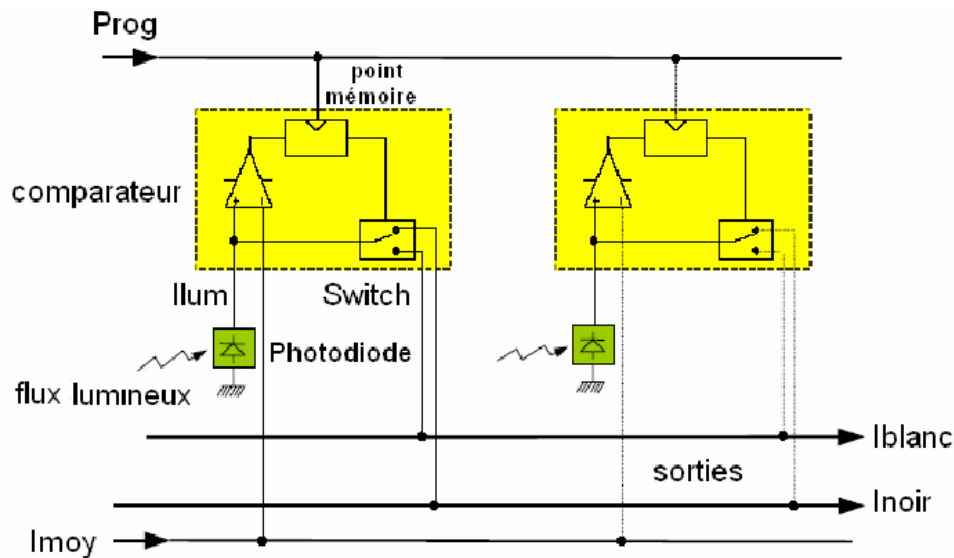 Prog
point
mémoire
comparateur
Ilum
Switch
Photodiode
flux lumineux
Iblanc
sorties
Inoir
Imoy